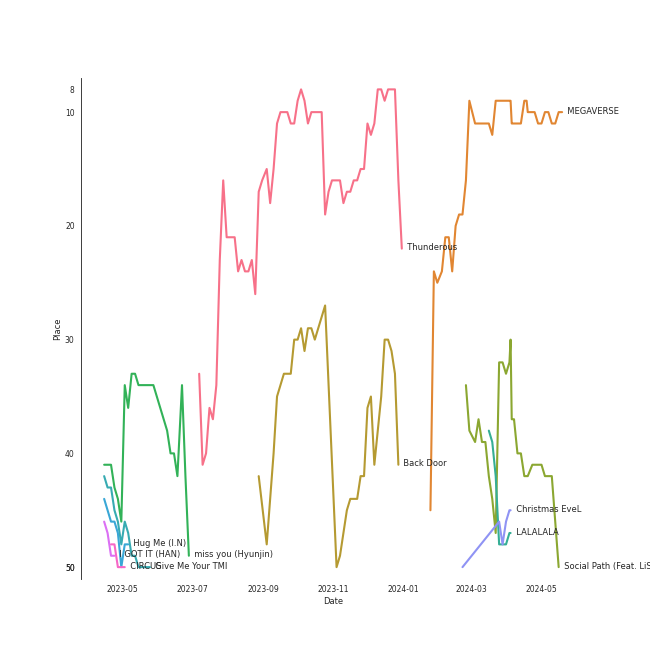 8
10
MEGAVERSE
20
Thunderous
Place
30
40
Back Door
Christmas EveL
LALALALA
Hug Me (I.N)
I GOT IT (HAN)
miss you (Hyunjin)
50
CIRCUS
Give Me Your TMI
Social Path (Feat. LiS
2023-05
2023-07
2023-09
2023-11
2024-01
2024-03
2024-05
Date